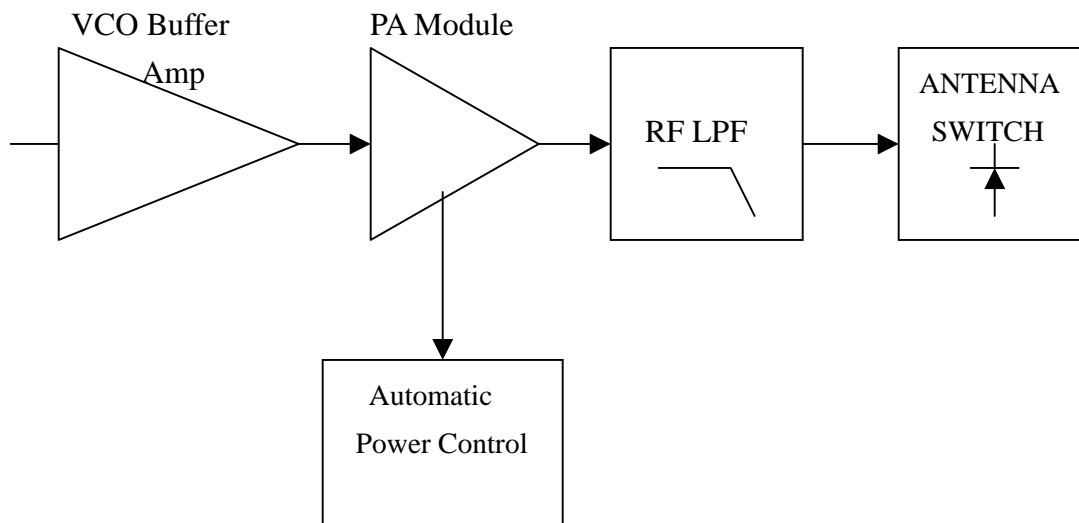 VCO Buffer
Amp
PA Module
RF LPF
ANTENNA
SWITCH
Automatic
Power Control